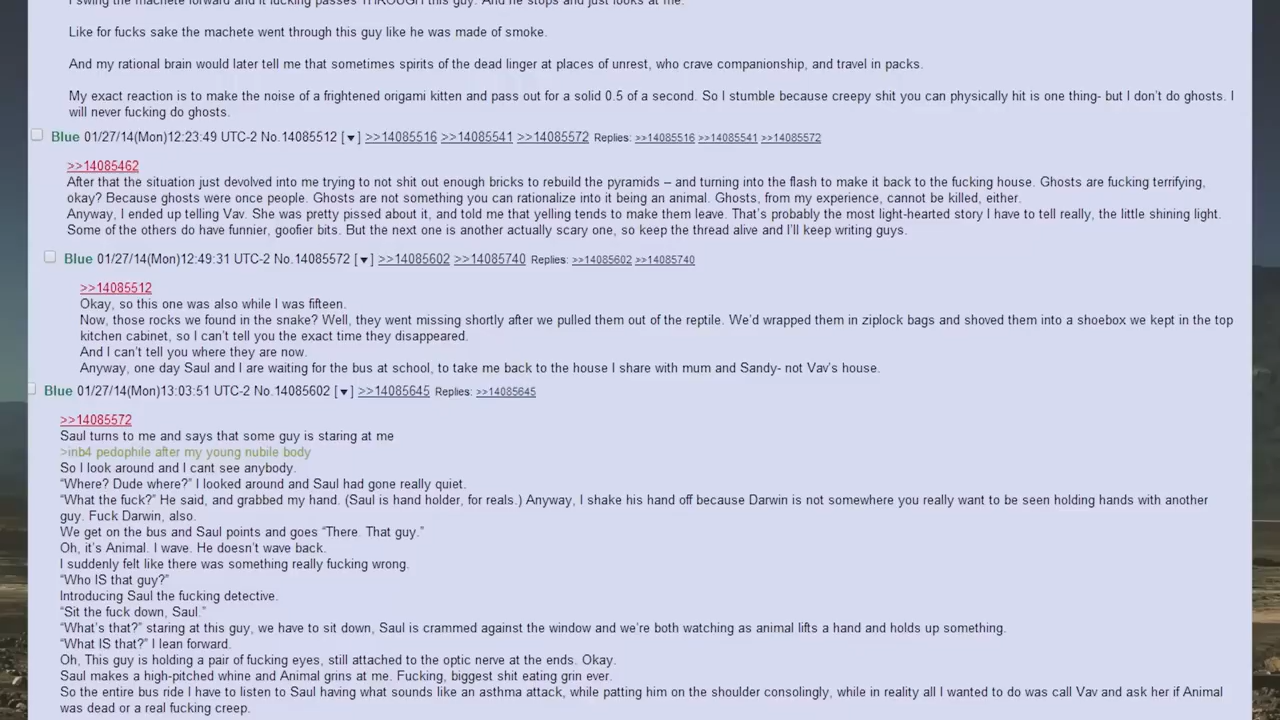 I swing the machete forward and it fucking passes THROUGH this guy. And he stops and just looks at me.
Like for fucks sake the machete went through this guy like he was made of smoke.
And my rational brain would later tell me that sometimes spirits of the dead linger at places of unrest, who crave companionship, and travel in packs.
My exact reaction is to make the noise of a frightened origami kitten and pass out for a solid 0.5 of a second. So I stumble because creepy shit you can physically hit is one thing- but I don't do ghosts. I
will never fucking do ghosts.
Blue 01/27/14(Mon)12:23:49 UTC-2 No.14085512 [▼] >>14085516 >>14085541 >>14085572 Replies: >>14085516 >>14085541 >>14085572
>>14085462
After that the situation just devolved into me trying to not shit out enough bricks to rebuild the pyramids – and turning into the flash to make it back to the fucking house. Ghosts are fucking terrifying,
okay? Because ghosts were once people. Ghosts are not something you can rationalize into it being an animal. Ghosts, from my experience, cannot be killed, either.
Anyway, I ended up telling Vav. She was pretty pissed about it, and told me that yelling tends to make them leave. That's probably the most light-hearted story I have to tell really, the little shining light.
Some of the others do have funnier, goofier bits. But the next one is another actually scary one, so keep the thread alive and I'll keep writing guys.
Blue 01/27/14(Mon)12:49:31 UTC-2 No.14085572 [▼] >>14085602 >>14085740 Replies: >>14085602 >>14085740
>>14085512
Okay, so this one was also while I was fifteen.
Now, those rocks we found in the snake? Well, they went missing shortly after we pulled them out of the reptile. We'd wrapped them in ziplock bags and shoved them into a shoebox we kept in the top
kitchen cabinet, so I can't tell you the exact time they disappeared.
And I can't tell you where they are now.
Anyway, one day Saul and I are waiting for the bus at school, to take me back to the house I share with mum and Sandy- not Vav's house.
Blue 01/27/14(Mon)13:03:51 UTC-2 No.14085602 [▼] >>14085645 Replies: >>14085645
>>14085572
Saul turns to me and says that some guy is staring at me
>inb4 pedophile after my young nubile body
So I look around and I cant see anybody.
“Where? Dude where?” I looked around and Saul had gone really quiet.
“What the fuck?” He said, and grabbed my hand. (Saul is hand holder, for reals.) Anyway, I shake his hand off because Darwin is not somewhere you really want to be seen holding hands with another
guy. Fuck Darwin, also.
We get on the bus and Saul points and goes “There. That guy.”
Oh, it's Animal. I wave. He doesn't wave back.
I suddenly felt like there was something really fucking wrong.
“Who IS that guy?”
Introducing Saul the fucking detective.
“Sit the fuck down, Saul.”
“What's that?” staring at this guy, we have to sit down, Saul is crammed against the window and we're both watching as animal lifts a hand and holds up something.
“What IS that?” I lean forward.
Oh, This guy is holding a pair of fucking eyes, still attached to the optic nerve at the ends. Okay.
Saul makes a high-pitched whine and Animal grins at me. Fucking, biggest shit eating grin ever.
So the entire bus ride I have to listen to Saul having what sounds like an asthma attack, while patting him on the shoulder consolingly, while in reality all I wanted to do was call Vav and ask her if Animal
was dead or a real fucking creep.